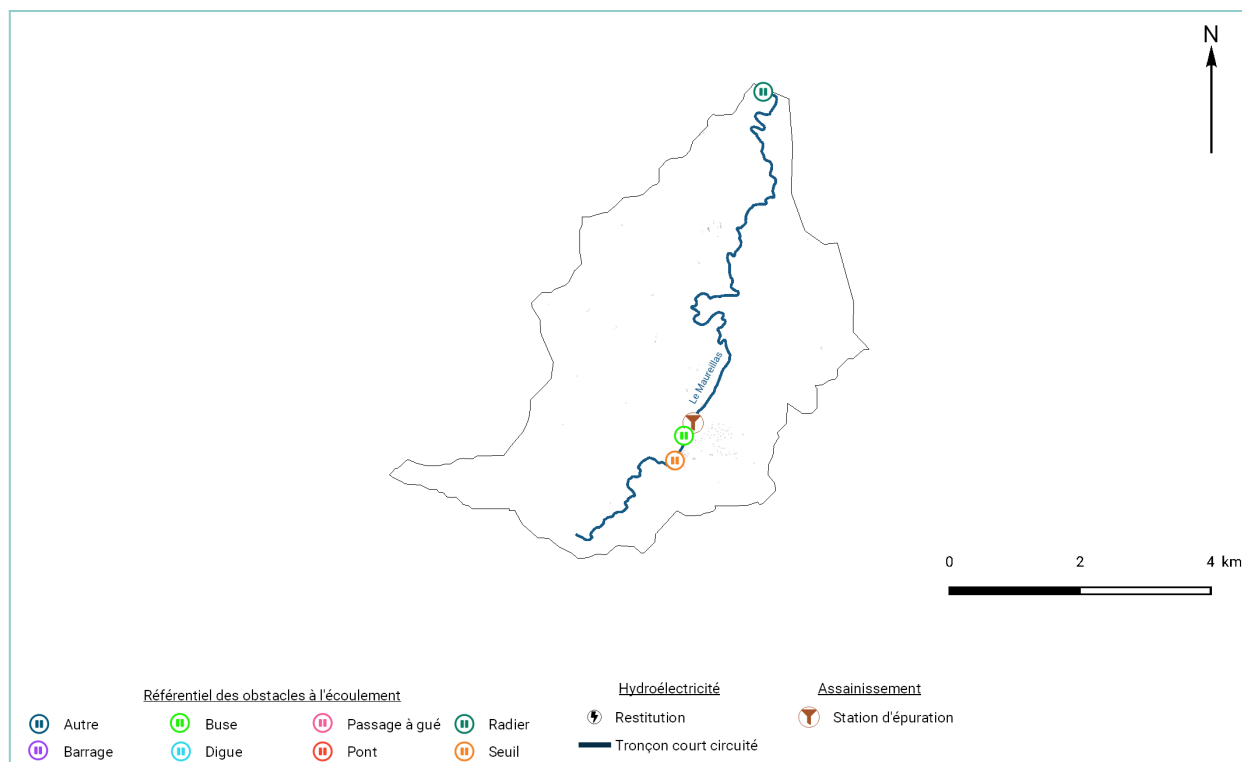 N
Le Maureillas
0 2 4 km
Référentiel des obstacles à l'écoulement
Hydroélectricité
Assainissement
Autre
Buse
Passage à gué
Radier
Restitution
Station d'épuration
Barrage
Digue
Pont
Seuil
Tronçon court circuité